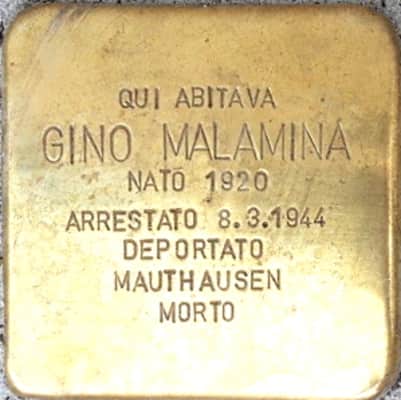 QUI ABITAVA
GINO MALAMINA
NATO 1920
ARRESTATO 8.3.1944
DEPORTATO
MAUTHAUSEN
MORTO